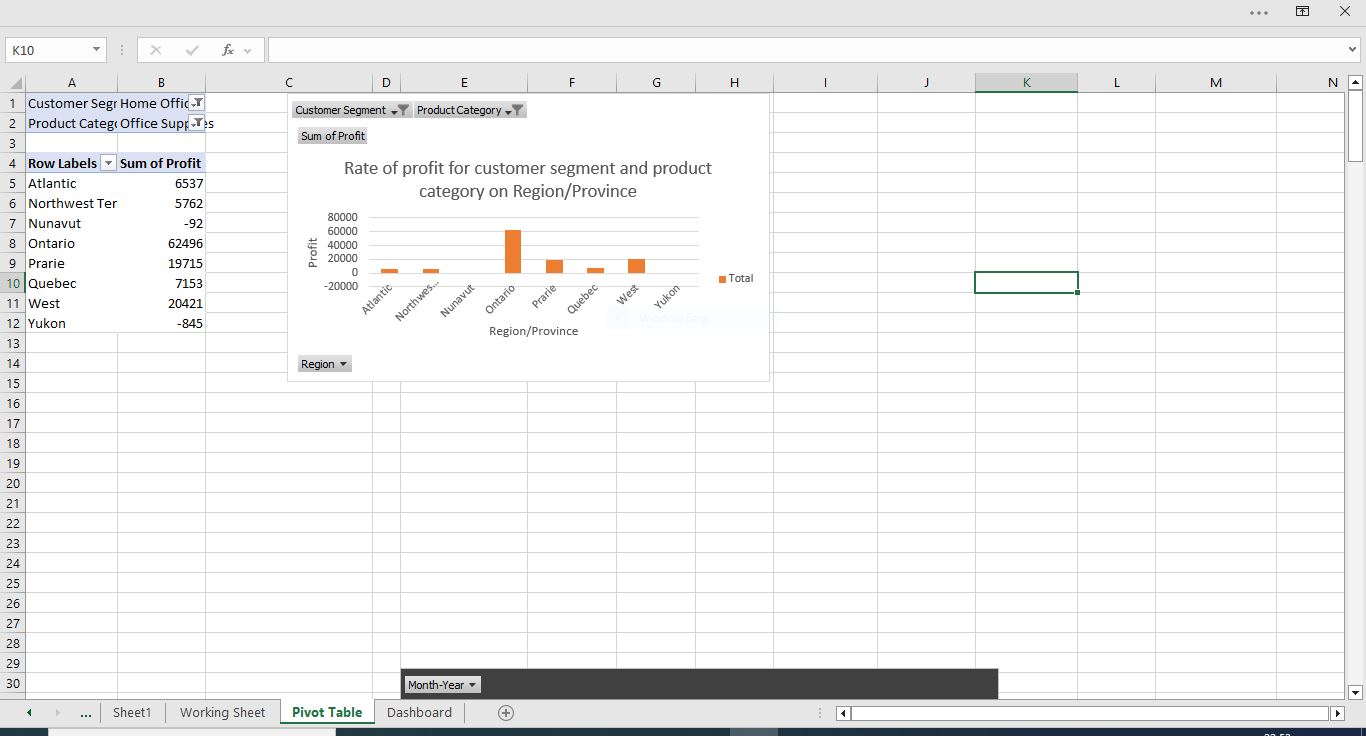 K10
fx
A B C D E F G H I J K L M N
1 Customer Segr Home Offic
2 Product Categ Office Supp es
3
4 Row Labels Sum of Profit
5 Atlantic 6537
6 Northwest Ter 5762
7 Nunavut -92
8 Ontario 62496
9 Prarie 19715
10 Quebec 7153
11 West 20421
12 Yukon -845
13
14
15
16
17
18
19
20
21
22
23
24
25
26
27
28
29
30
Customer Segment Product Category
Sum of Profit
Rate of profit for customer segment and product
category on Region/Province
Profit
80000
60000
40000
20000
0
-20000
Atlantic Northwes... Nunavut Ontario Prarie Quebec West Yukon
Total
Region/Province
Region
Month-Year
... Sheet1 Working Sheet Pivot Table Dashboard